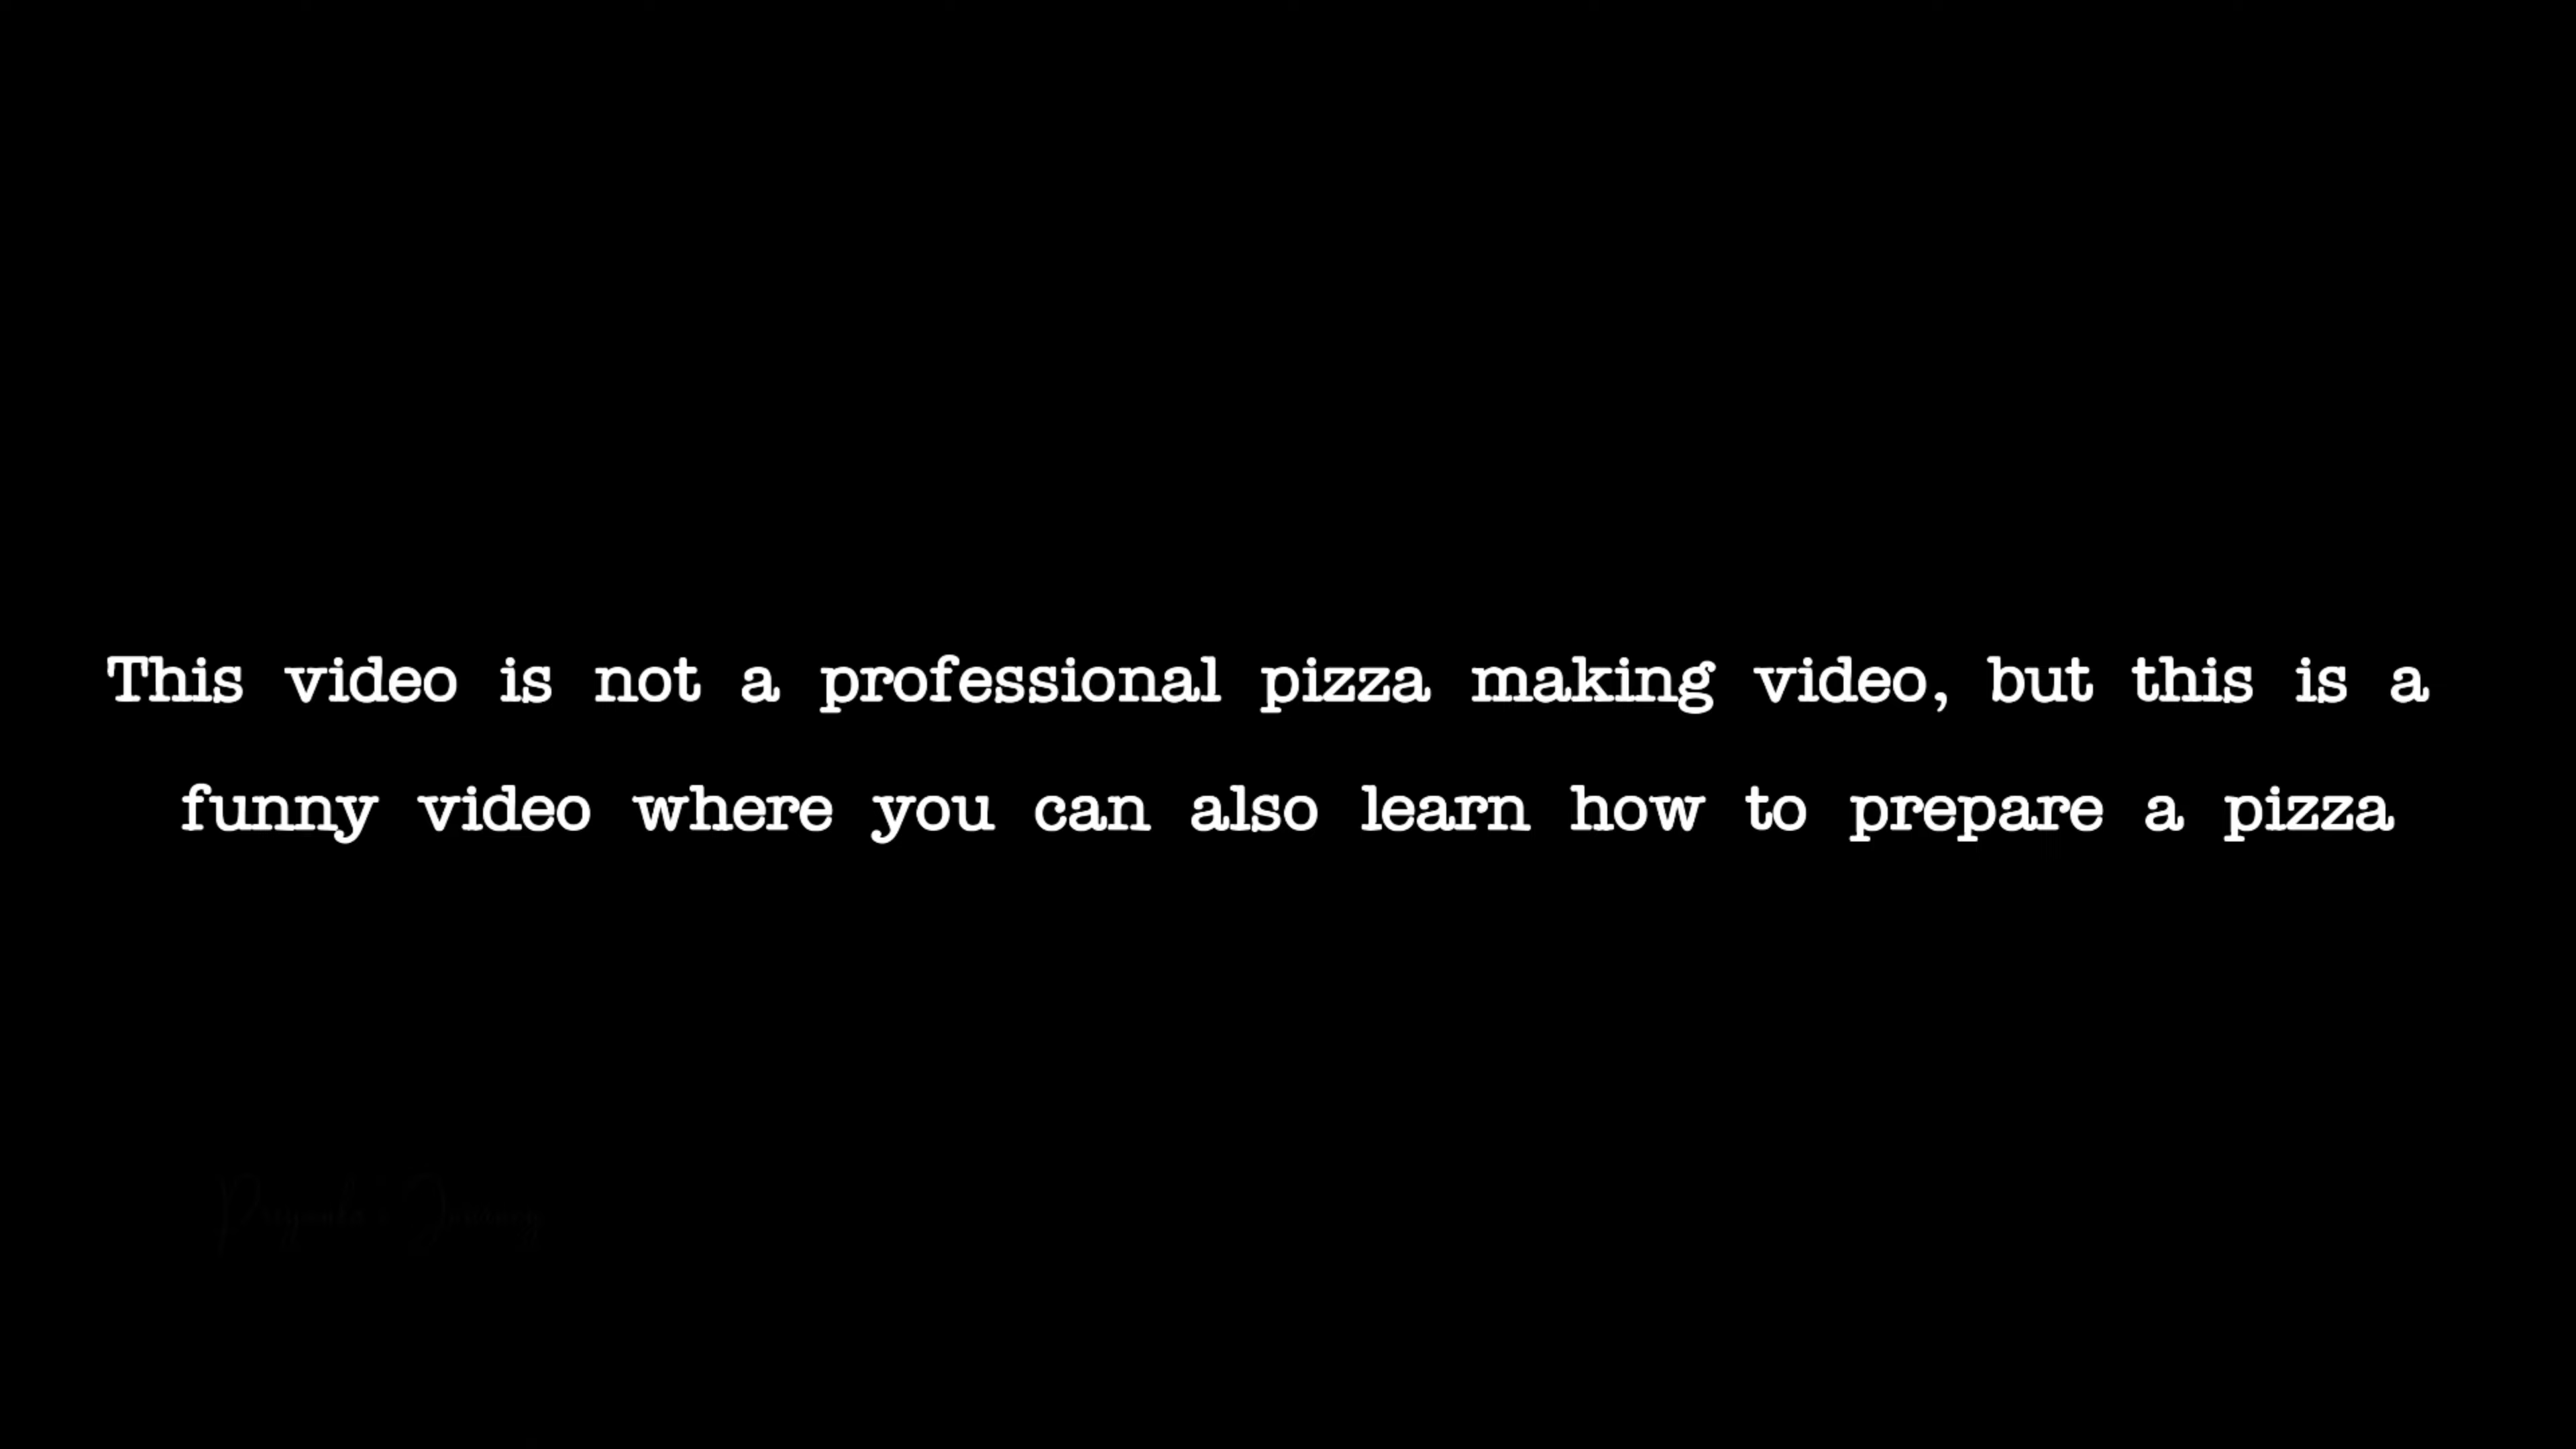 This video is not a professional pizza making video, but this is a
funny video where you can also learn how to prepare a pizza